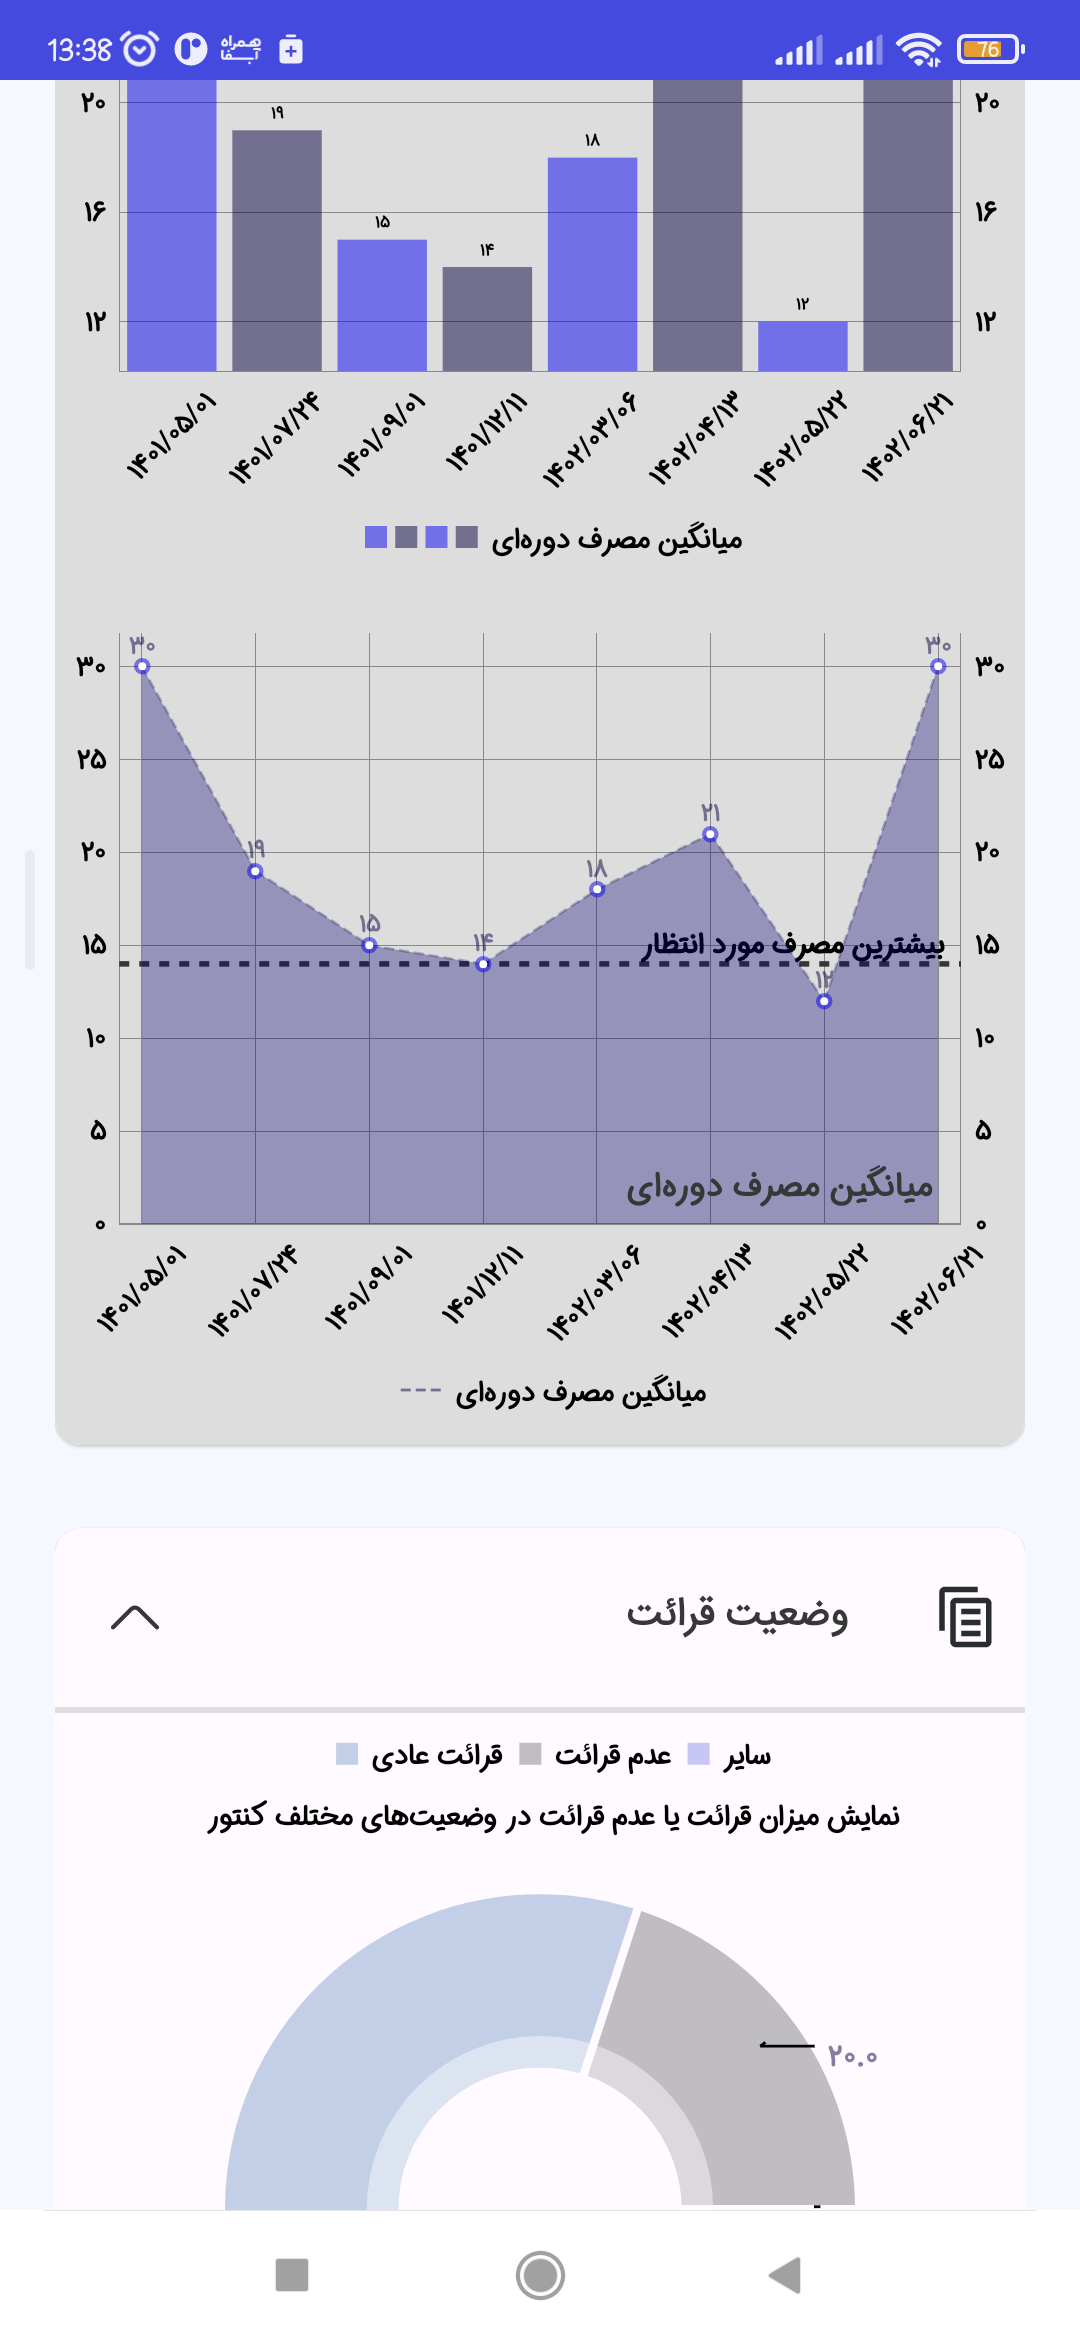 13:38 همراه آبفا 76
۲۰ ۲۰
۱۹
۱۸
۱۶ ۱۶
۱۵
۱۴
۱۲
۱۲ ۱۲
۱۴۰۱/۰۵/۰۱ ۱۴۰۱/۰۷/۲۴ ۱۴۰۱/۰۹/۰۱ ۱۴۰۱/۱۲/۱۱ ۱۴۰۲/۰۳/۰۶ ۱۴۰۲/۰۴/۱۳ ۱۴۰۲/۰۵/۲۲ ۱۴۰۲/۰۶/۲۱
میانگین مصرف دوره‌ای
۳۰ ۳۰
۳۰ ۳۰
۲۵ ۲۵
۲۱
۲۰ ۱۹ ۲۰
۱۸
۱۵
۱۵ ۱۴ بیشترین مصرف مورد انتظار ۱۵
۱۲
۱۰ ۱۰
۵ ۵
میانگین مصرف دوره‌ای
۰ ۰
۱۴۰۱/۰۵/۰۱ ۱۴۰۱/۰۷/۲۴ ۱۴۰۱/۰۹/۰۱ ۱۴۰۱/۱۲/۱۱ ۱۴۰۲/۰۳/۰۶ ۱۴۰۲/۰۴/۱۳ ۱۴۰۲/۰۵/۲۲ ۱۴۰۲/۰۶/۲۱
میانگین مصرف دوره‌ای
وضعیت قرائت
سایر عدم قرائت قرائت عادی
نمایش میزان قرائت یا عدم قرائت در وضعیت‌های مختلف کنتور
۲۰.۰